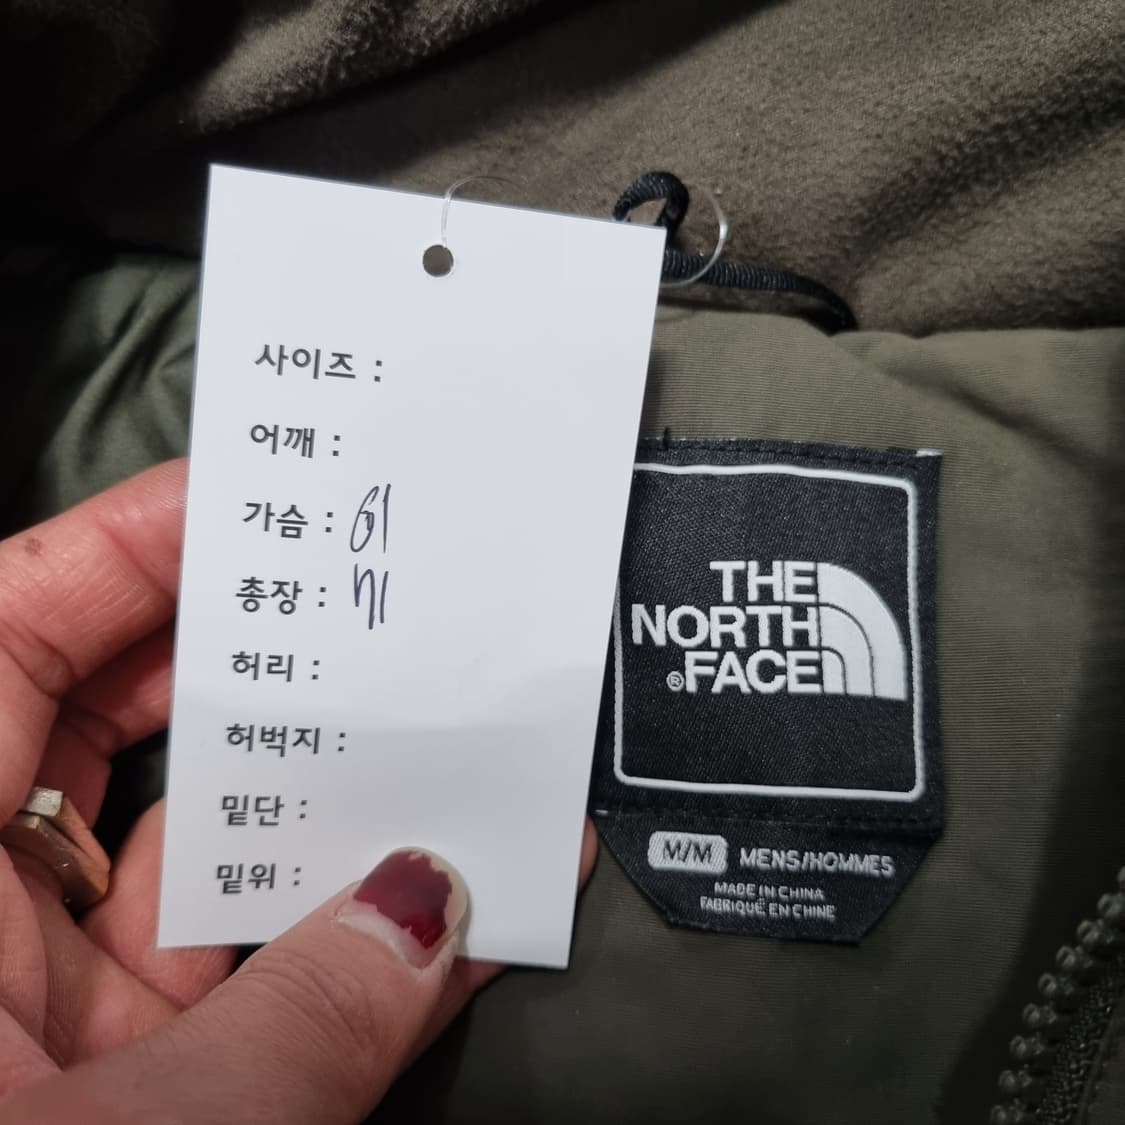 사이즈 :
어깨 :
가슴 : 61
총장 : 71
허리 :
허벅지 :
밑단 :
밑위 :
THE
NORTH
®FACE
M/M MENS/HOMMES
MADE IN CHINA
FABRIQUÉ EN CHINE